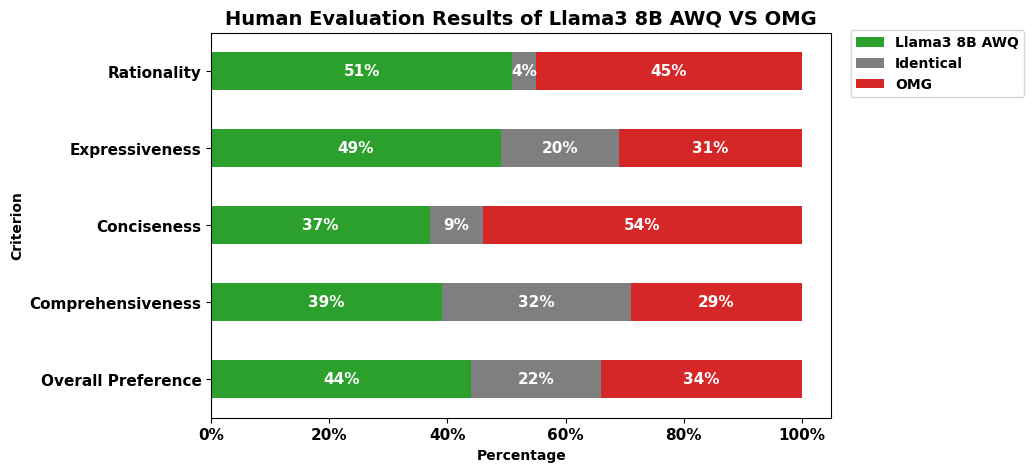 Human Evaluation Results of Llama3 8B AWQ VS OMG
Llama3 8B AWQ
Identical
OMG
Criterion
Rationality
51%
4%
45%
Expressiveness
49%
20%
31%
Conciseness
37%
9%
54%
Comprehensiveness
39%
32%
29%
Overall Preference
44%
22%
34%
0%
20%
40%
60%
80%
100%
Percentage